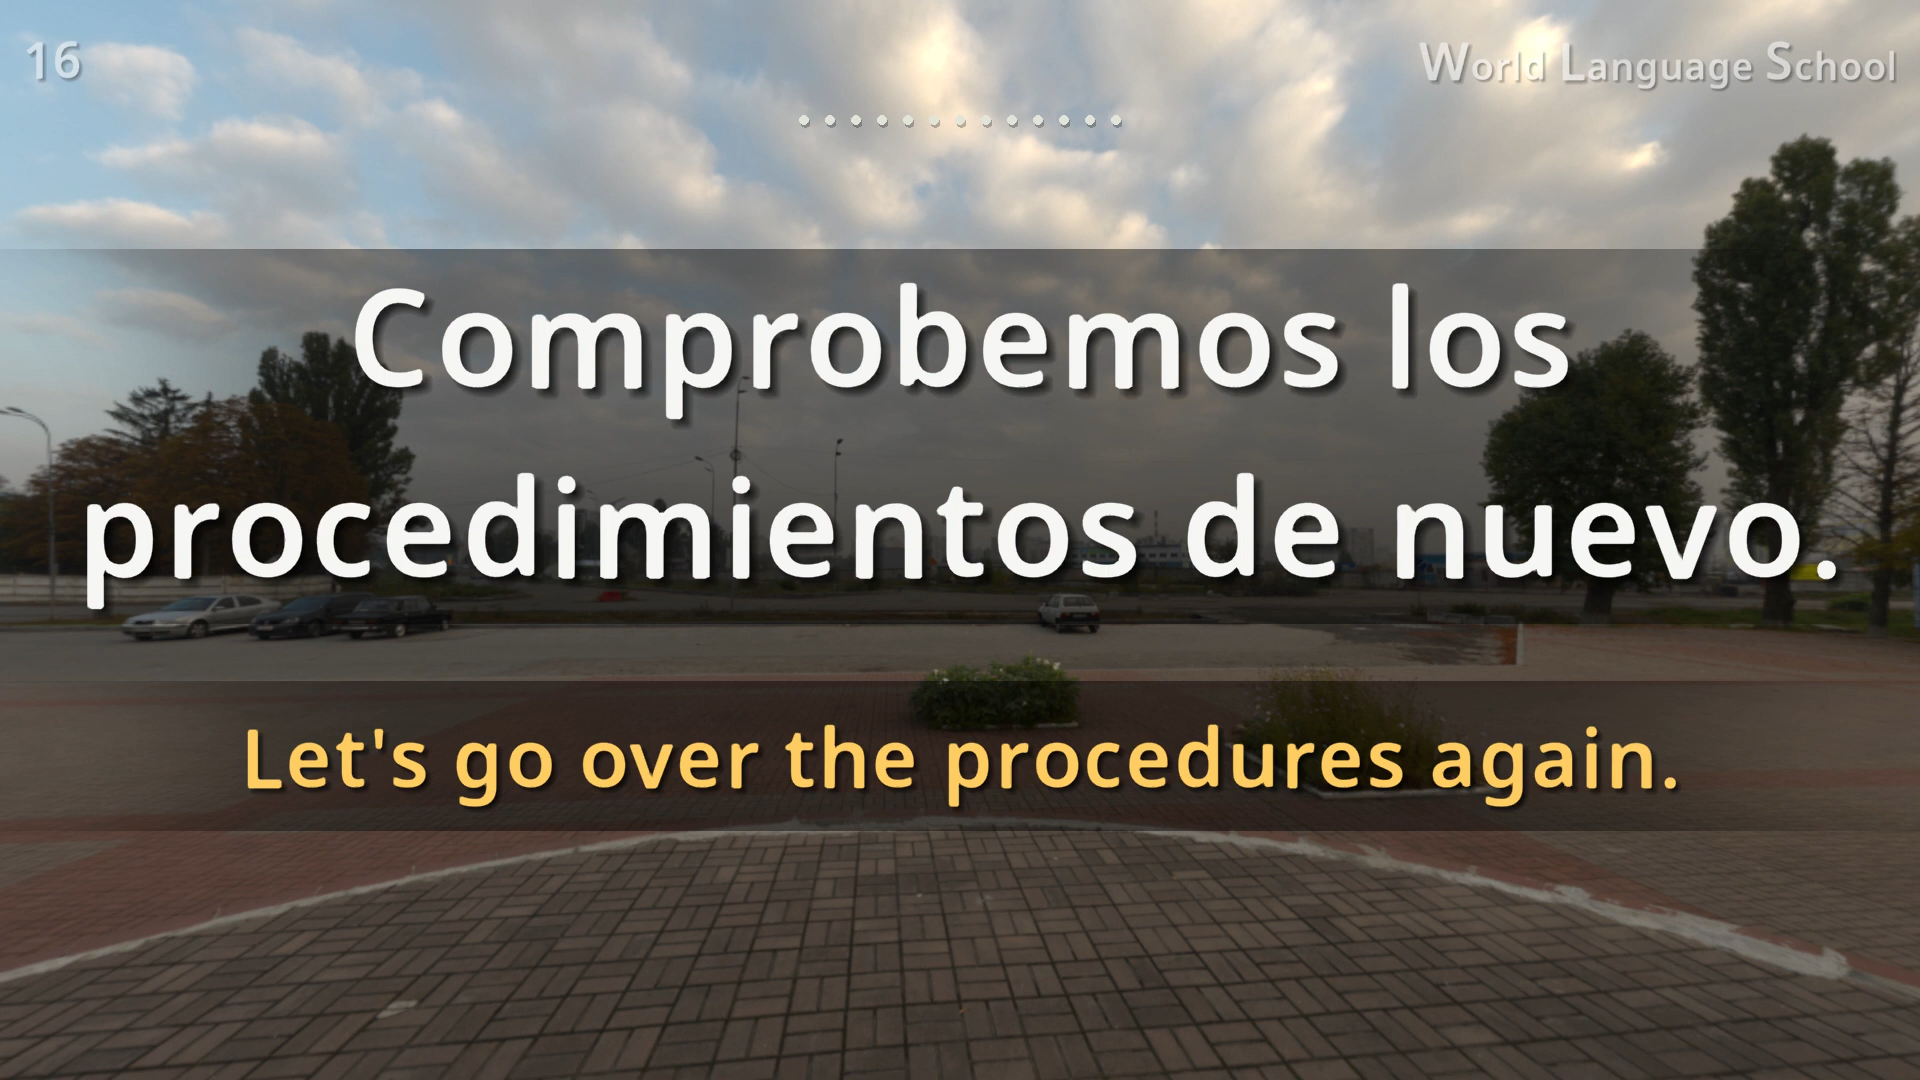 16
World Language School
Comprobemos los
procedimientos de nuevo.
Let's go over the procedures again.